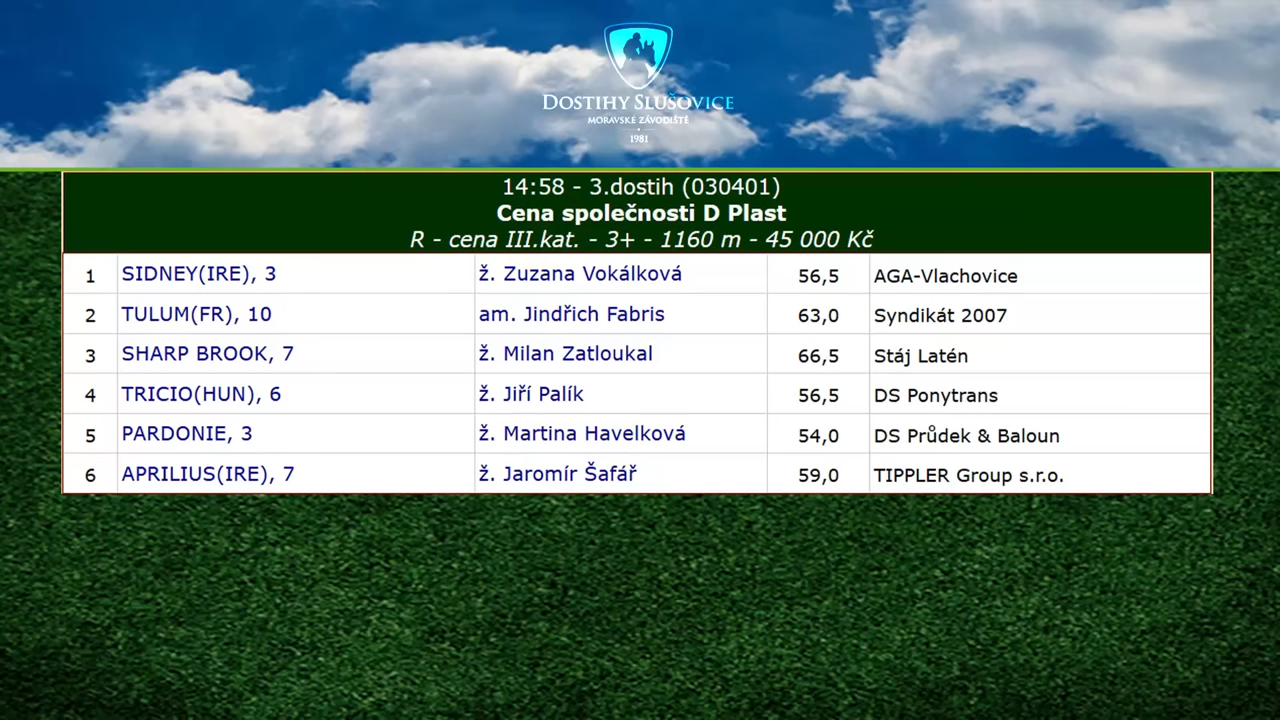 DOSTIHY SLUŠOVICE
MORAVSKÉ ZÁVODIŠTĚ
1981
14:58 - 3.dostih (030401)
Cena společnosti D Plast
R - cena III.kat. - 3+ - 1160 m - 45 000 Kč
1 SIDNEY(IRE), 3 ž. Zuzana Vokálková 56,5 AGA-Vlachovice
2 TULUM(FR), 10 am. Jindřich Fabris 63,0 Syndikát 2007
3 SHARP BROOK, 7 ž. Milan Zatloukal 66,5 Stáj Latén
4 TRICIO(HUN), 6 ž. Jiří Palík 56,5 DS Ponytrans
5 PARDONIE, 3 ž. Martina Havelková 54,0 DS Průdek & Baloun
6 APRILIUS(IRE), 7 ž. Jaromír Šafář 59,0 TIPPLER Group s.r.o.